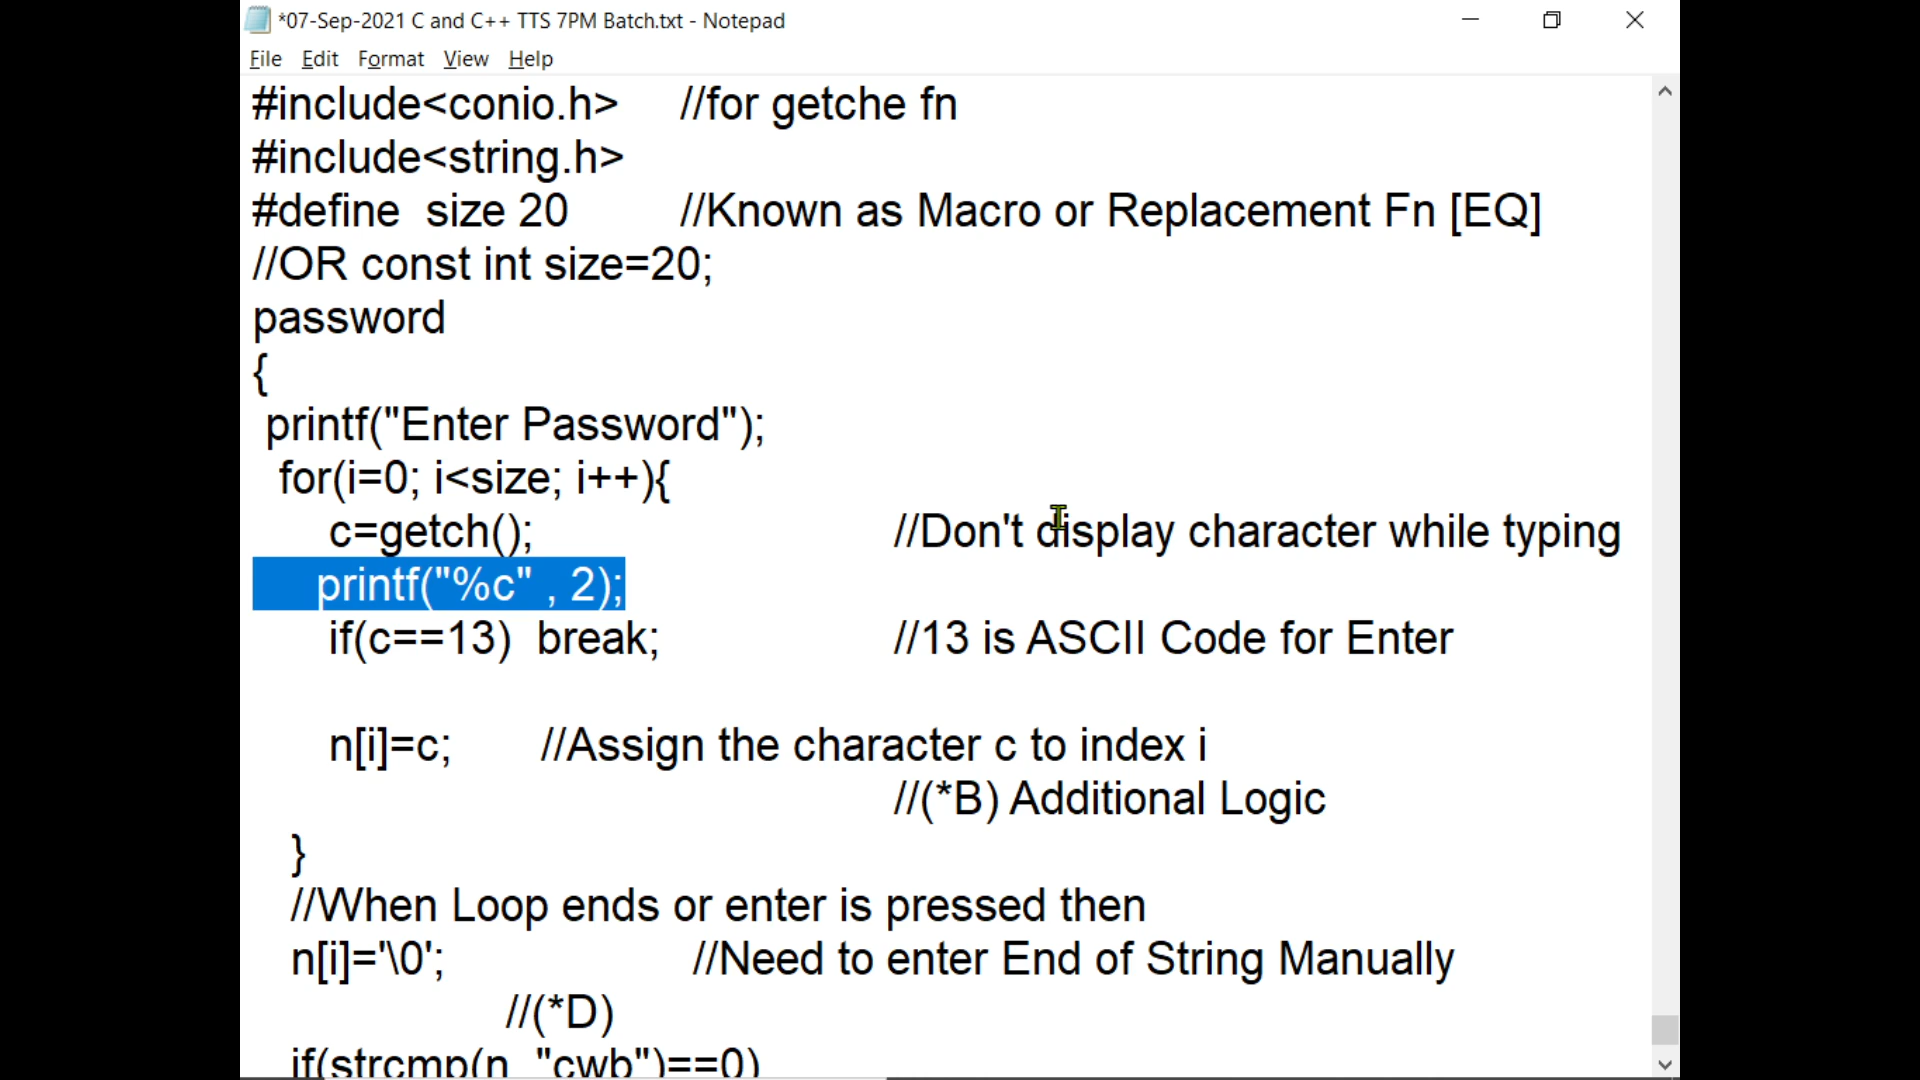 *07-Sep-2021 C and C++ TTS 7PM Batch.txt - Notepad
File Edit Format View Help
#include<conio.h> //for getche fn
#include<string.h>
#define size 20 //Known as Macro or Replacement Fn [EQ]
//OR const int size=20;
password
{
printf("Enter Password");
for(i=0; i<size; i++){
c=getch(); //Don't display character while typing
printf("%c" , 2);
if(c==13) break; //13 is ASCII Code for Enter
n[i]=c; //Assign the character c to index i
//(*B) Additional Logic
}
//When Loop ends or enter is pressed then
n[i]='\0'; //Need to enter End of String Manually
//(*D)
if(strcmp(n "cwb")==0)